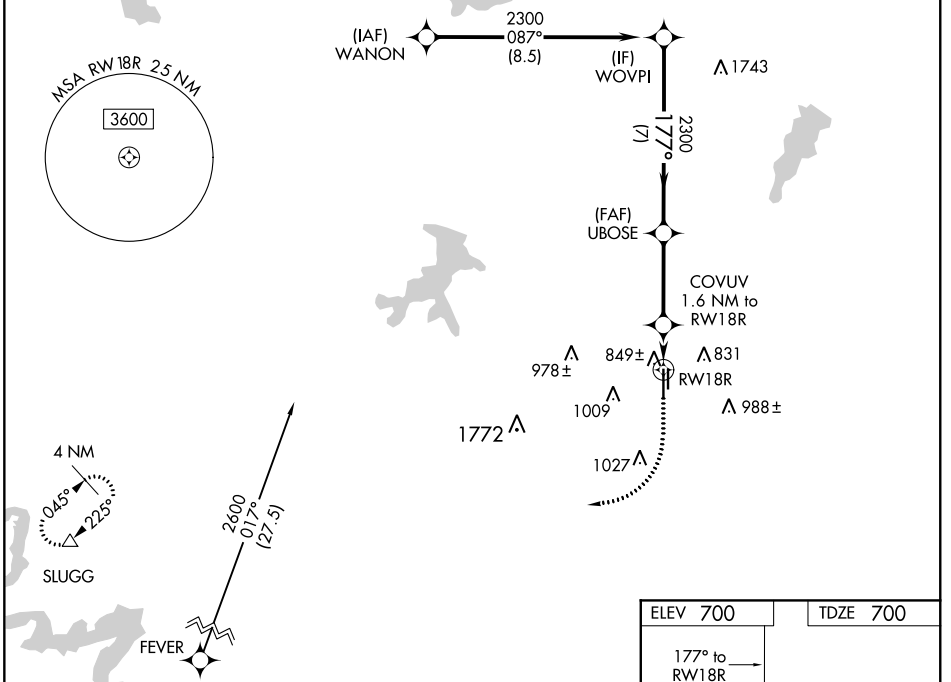 MSA RW 18R 25 NM
3600
(IAF)
WANON
2300
087°
(8.5)
(IF)
WOVPI
1743
2300
177°
(7)
(FAF)
UBOSE
COVUV
1.6 NM to
RW18R
978±
849±
831
RW18R
1009
988±
1772
1027
4 NM
045°
225°
SLUGG
2600
017°
(27.5)
FEVER
ELEV 700
TDZE 700
177° to
RW18R